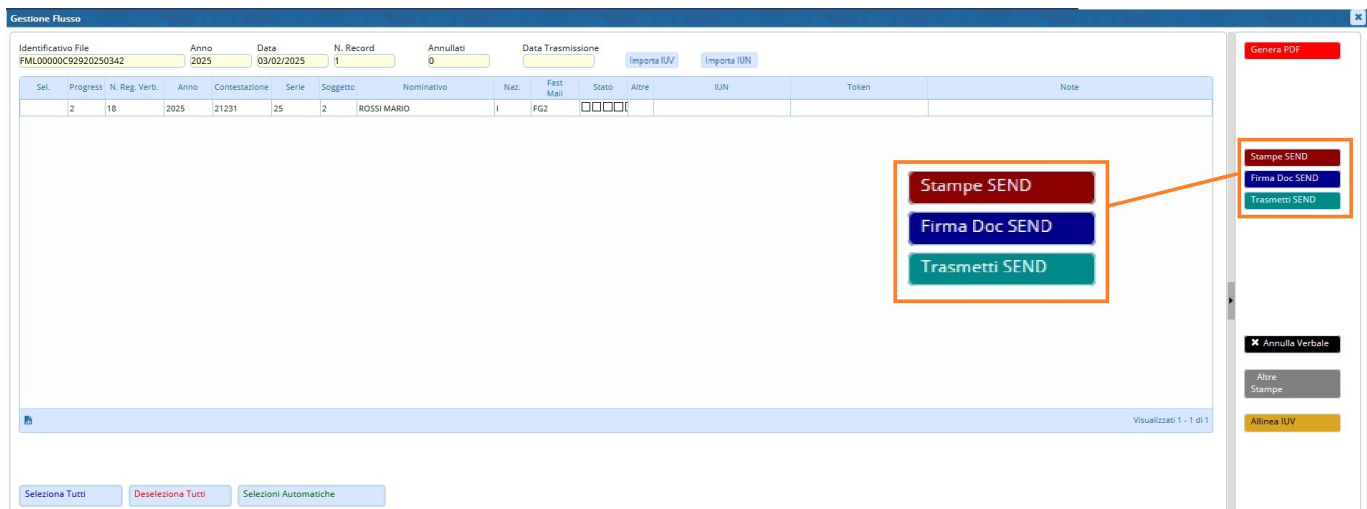 Gestione Flusso
Identificativo File Anno Data N. Record Annullati Data Trasmissione
FML00000C92920250342 2025 03/02/2025 1 0 Importa IUV Importa IUN
Genera PDF
Sel. Progress N. Reg. Verb. Anno Contestazione Serie Soggetto Nominativo Naz. Fast Mail Stato Altre IUN Token Note
2 18 2025 21231 25 2 ROSSI MARIO I FG2
Stampe SEND
Firma Doc SEND
Trasmetti SEND
Stampe SEND
Firma Doc SEND
Trasmetti SEND
Annulla Verbale
Altre
Stampe
Visualizzati 1 - 1 di 1
Allinea IUV
Seleziona Tutti Deseleziona Tutti Selezioni Automatiche